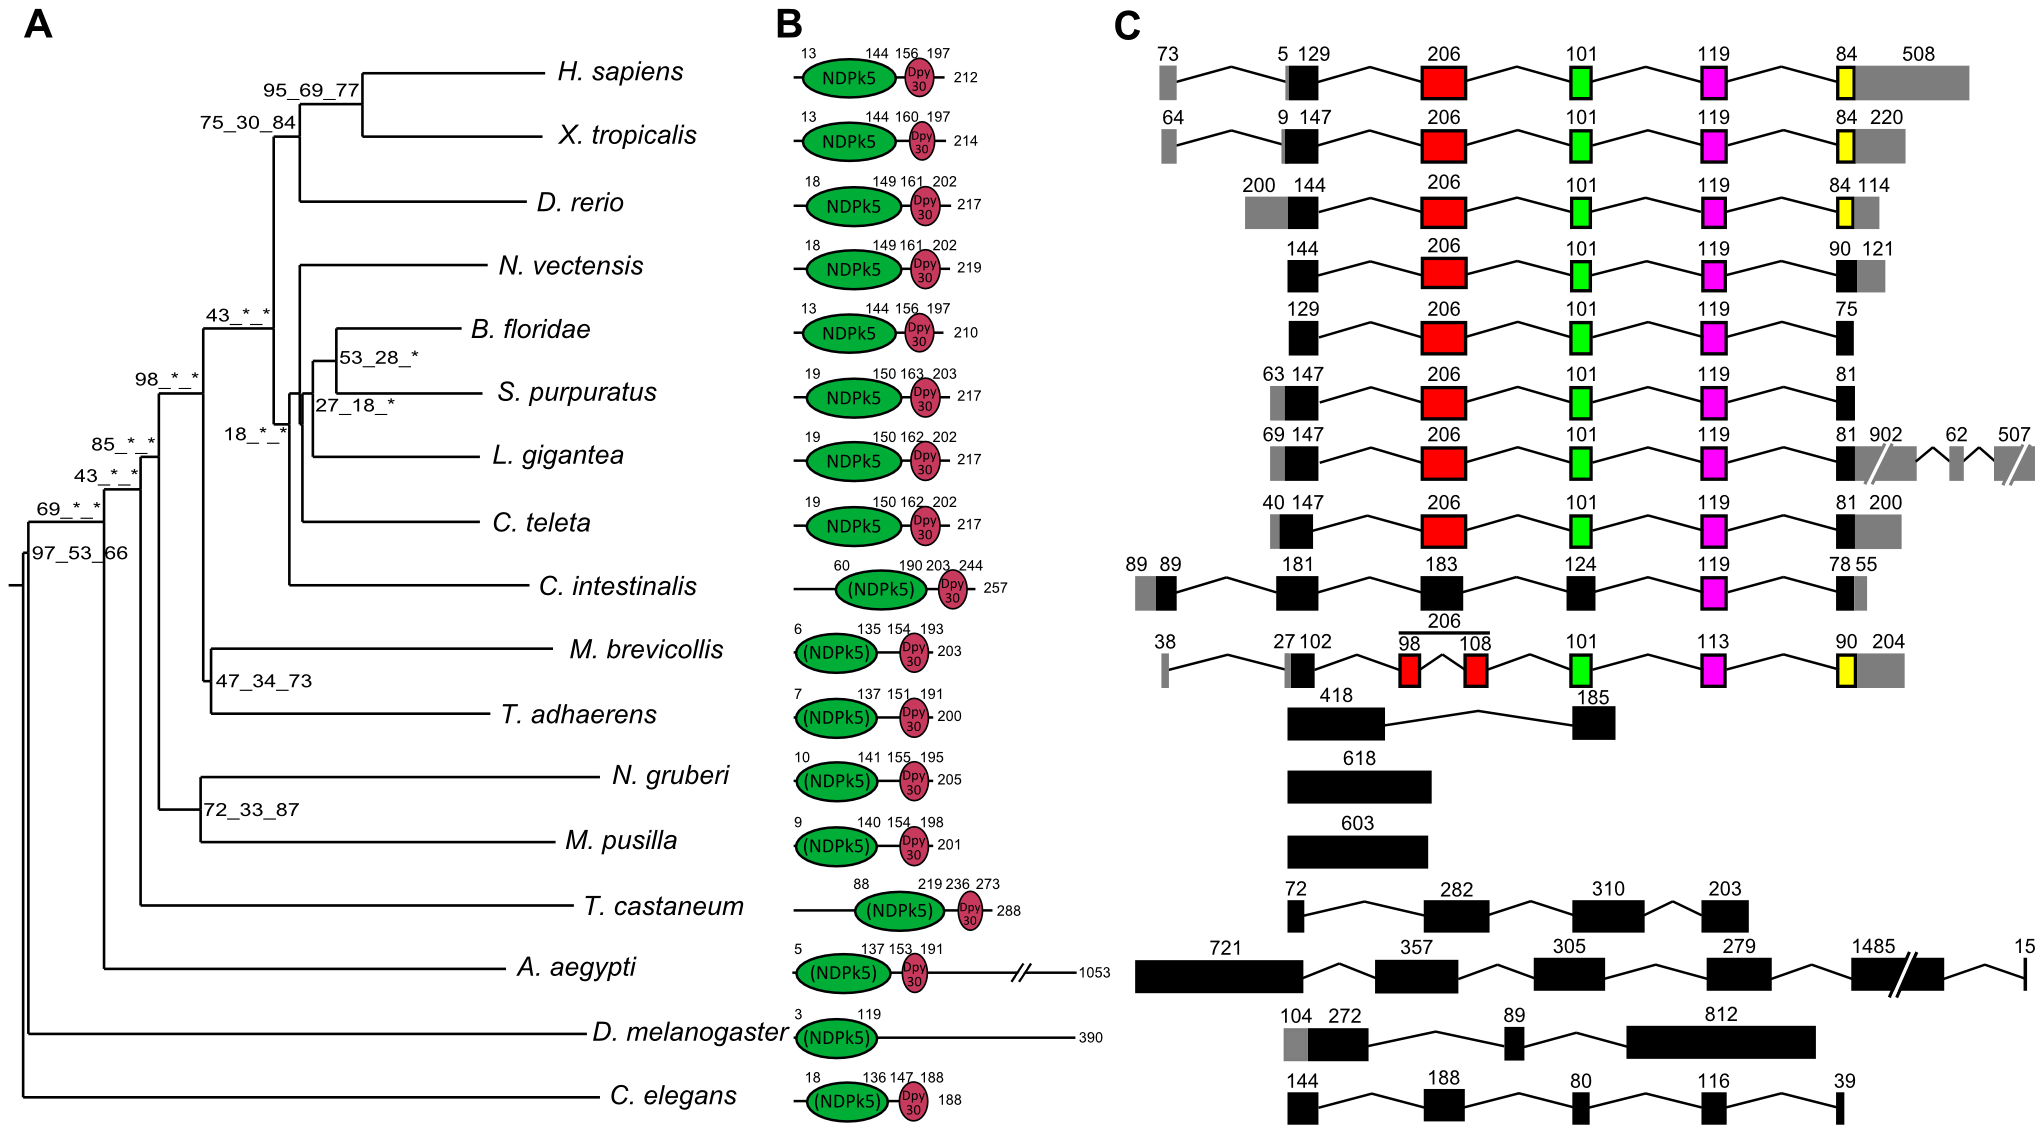 A B C
95_69_77 H. sapiens 13 144 156 197 NDPk5 Dpy 30 212 73 5 129 206 101 119 84 508
75_30_84 X. tropicalis 13 144 160 197 NDPk5 Dpy 30 214 64 9 147 206 101 119 84 220
D. rerio 18 149 161 202 NDPk5 Dpy 30 217 200 144 206 101 119 84 114
N. vectensis 18 149 161 202 NDPk5 Dpy 30 219 144 206 101 119 90 121
43_*_* B. floridae 13 144 156 197 NDPk5 Dpy 30 210 129 206 101 119 75
53_28_*
98_*_* S. purpuratus 19 150 163 203 NDPk5 Dpy 30 217 63 147 206 101 119 81
27_18_*
18_*_*
85_*_* L. gigantea 19 150 162 202 NDPk5 Dpy 30 217 69 147 206 101 119 81 902 62 507
43_*_*
69_*_* C. teleta 19 150 162 202 NDPk5 Dpy 30 217 40 147 206 101 119 81 200
97_53_66
C. intestinalis 60 190 203 244 (NDPk5) Dpy 30 257 89 89 181 183 124 119 78 55
206
M. brevicollis 6 135 154 193 (NDPk5) Dpy 30 203 38 27 102 98 108 101 113 90 204
47_34_73
T. adhaerens 7 137 151 191 (NDPk5) Dpy 30 200 418 185
N. gruberi 10 141 155 195 (NDPk5) Dpy 30 205 618
72_33_87
M. pusilla 9 140 154 198 (NDPk5) Dpy 30 201 603
T. castaneum 88 219 236 273 (NDPk5) Dpy 30 288 72 282 310 203
A. aegypti 5 137 153 191 (NDPk5) Dpy 30 1053 721 357 305 279 1485 15
D. melanogaster 3 119 (NDPk5) 390 104 272 89 812
C. elegans 18 136 147 188 (NDPk5) Dpy 30 188 144 188 80 116 39